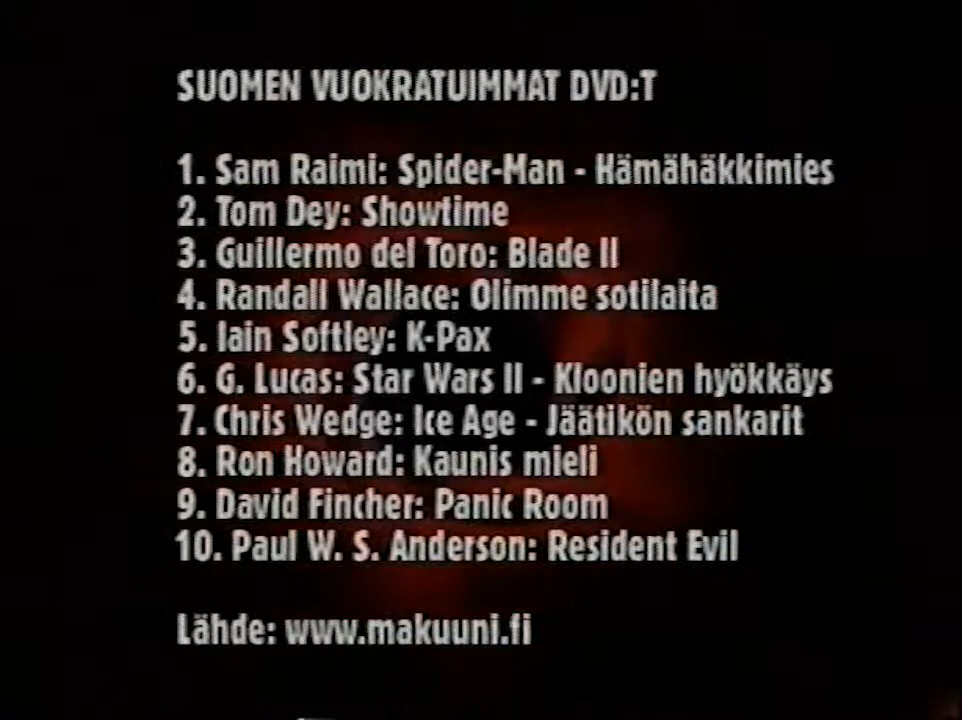 SUOMEN VUOKRATUIMMAT DVD:T
1. Sam Raimi: Spider-Man - Hämähäkkimies
2. Tom Dey: Showtime
3. Guillermo del Toro: Blade II
4. Randall Wallace: Olimme sotilaita
5. Iain Softley: K-Pax
6. G. Lucas: Star Wars II - Kloonien hyökkäys
7. Chris Wedge: Ice Age - Jäätikön sankarit
8. Ron Howard: Kaunis mieli
9. David Fincher: Panic Room
10. Paul W. S. Anderson: Resident Evil
Lähde: www.makuuni.fi